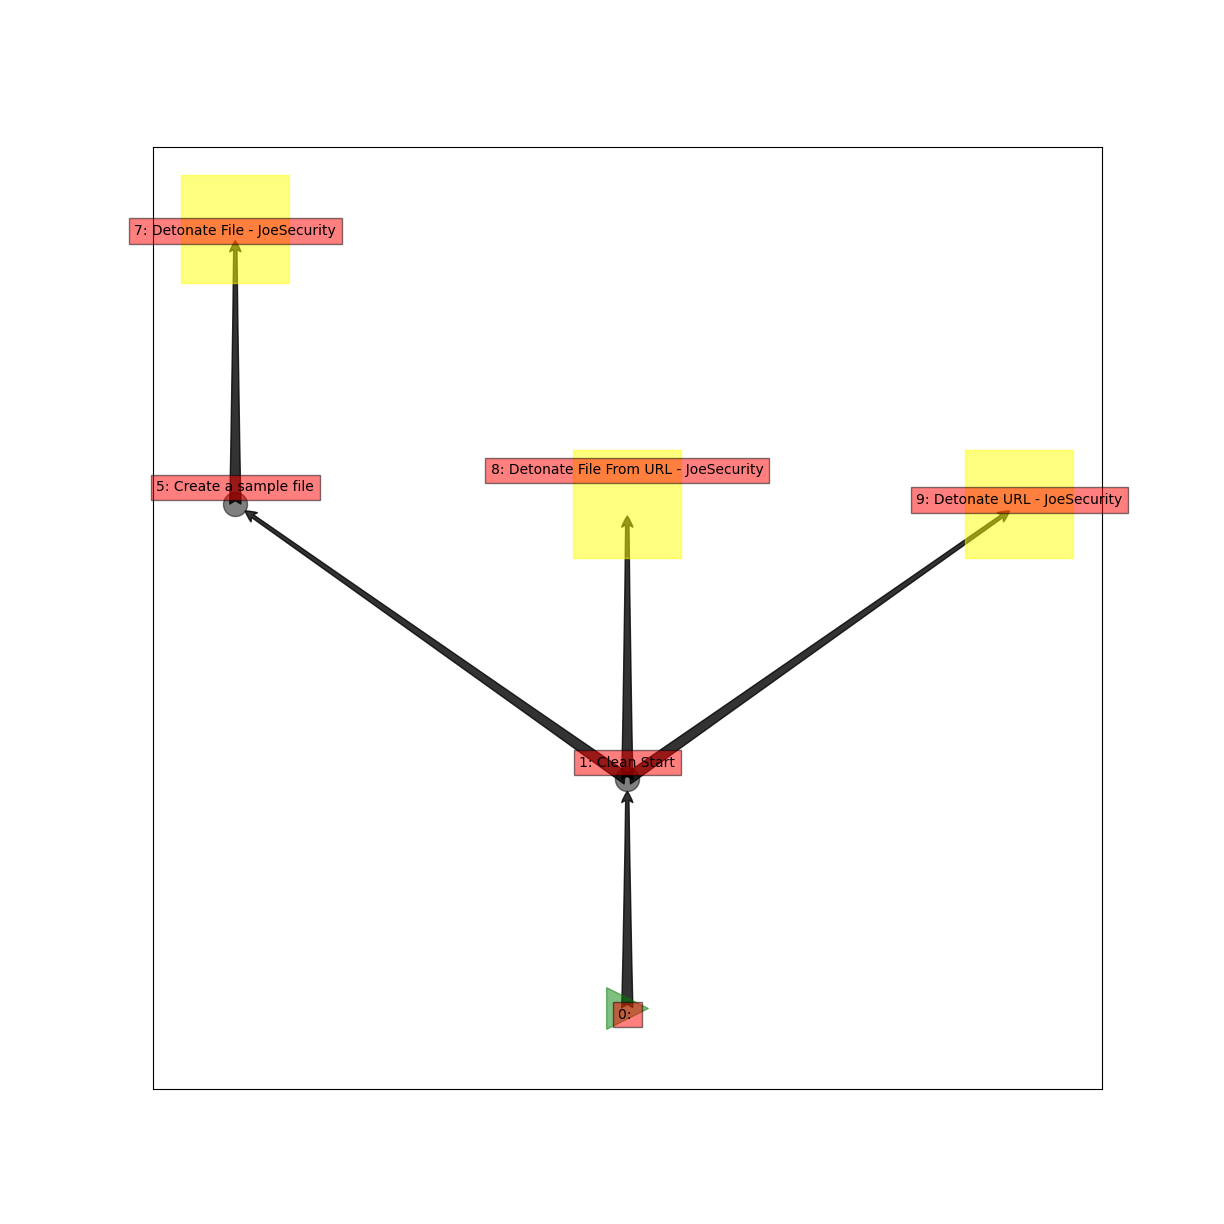 7: Detonate File - JoeSecurity
8: Detonate File From URL - JoeSecurity
5: Create a sample file
9: Detonate URL - JoeSecurity
1: Clean Start
0: